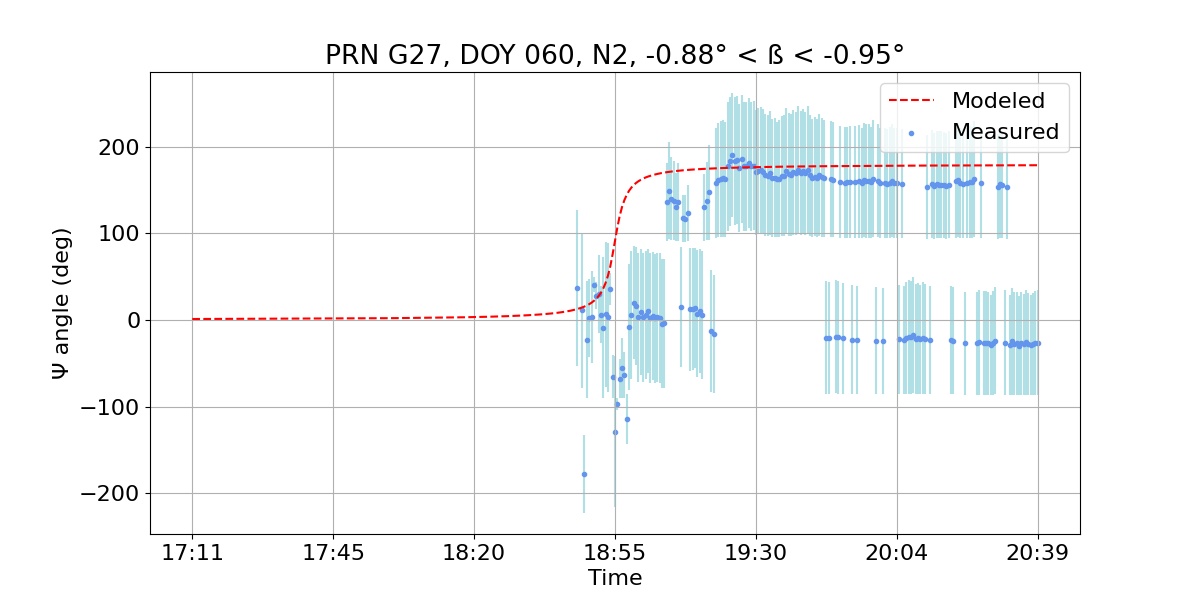 PRN G27, DOY 060, N2, -0.88° < ß < -0.95°
Modeled
Measured
Ψ angle (deg)
200
100
0
−100
−200
17:11 17:45 18:20 18:55 19:30 20:04 20:39
Time